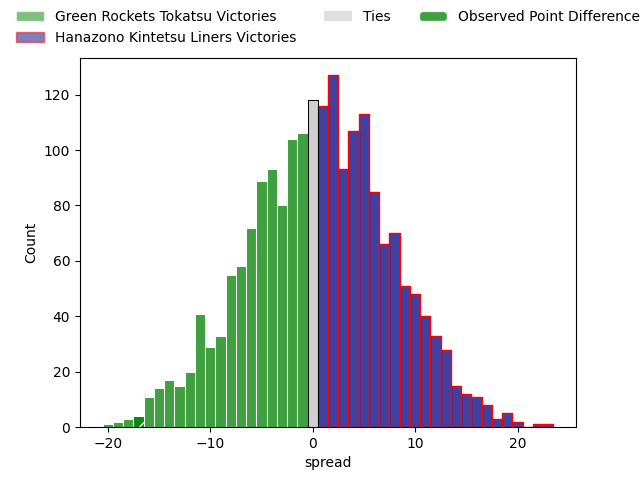 Green Rockets Tokatsu Victories
Hanazono Kintetsu Liners Victories
Ties
Observed Point Difference
Count
120
100
80
60
40
20
0
−20
−10
0
10
20
spread